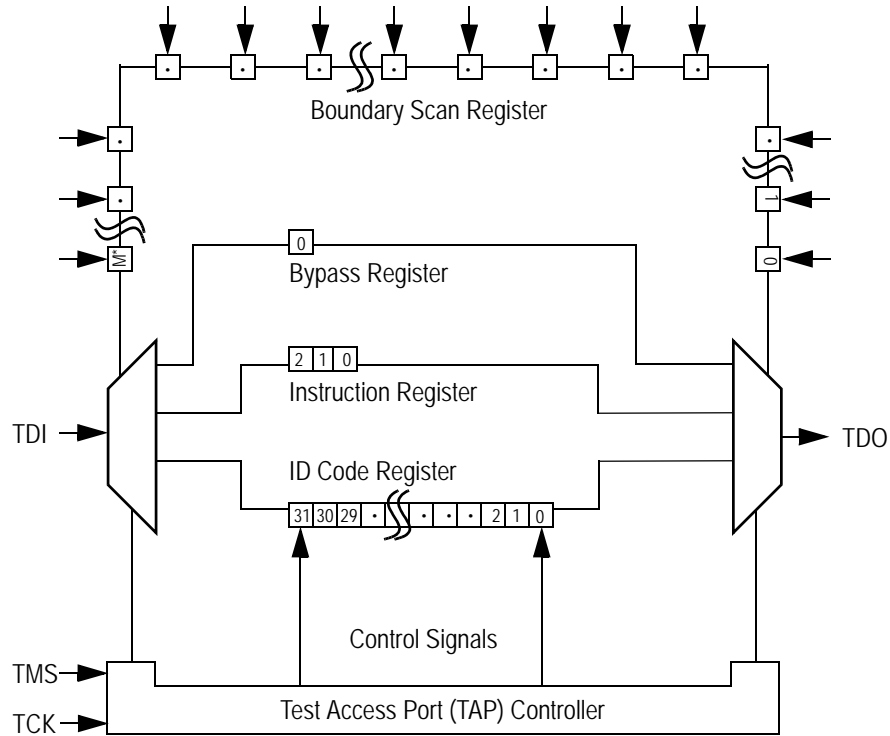 Boundary Scan Register
M*
1
0
0
Bypass Register
2 1 0
Instruction Register
TDI
TDO
ID Code Register
31 30 29 · · · · 2 1 0
Control Signals
TMS
Test Access Port (TAP) Controller
TCK